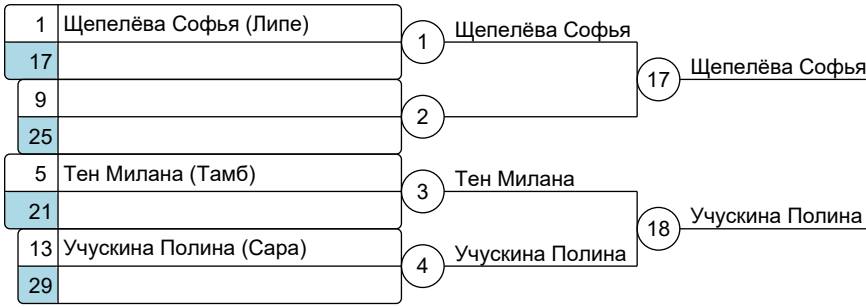 1 Щепелёва Софья (Липе)
17
1
Щепелёва Софья
9
25
2
17
Щепелёва Софья
5 Тен Милана (Тамб)
21
3
Тен Милана
13 Учускина Полина (Сара)
29
4
Учускина Полина
18
Учускина Полина